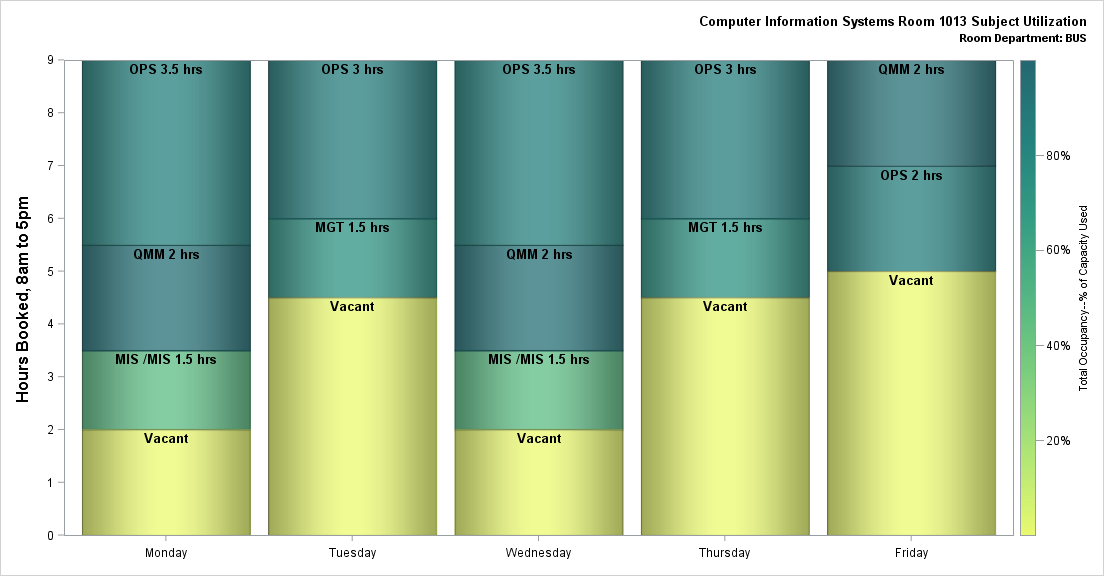 Computer Information Systems Room 1013 Subject Utilization
Room Department: BUS
Hours Booked, 8am to 5pm
9
8
7
6
5
4
3
2
1
0
OPS 3.5 hrs
QMM 2 hrs
MIS /MIS 1.5 hrs
Vacant
OPS 3 hrs
MGT 1.5 hrs
Vacant
OPS 3.5 hrs
QMM 2 hrs
MIS /MIS 1.5 hrs
Vacant
OPS 3 hrs
MGT 1.5 hrs
Vacant
QMM 2 hrs
OPS 2 hrs
Vacant
Monday
Tuesday
Wednesday
Thursday
Friday
80%
60%
40%
20%
Total Occupancy--% of Capacity Used